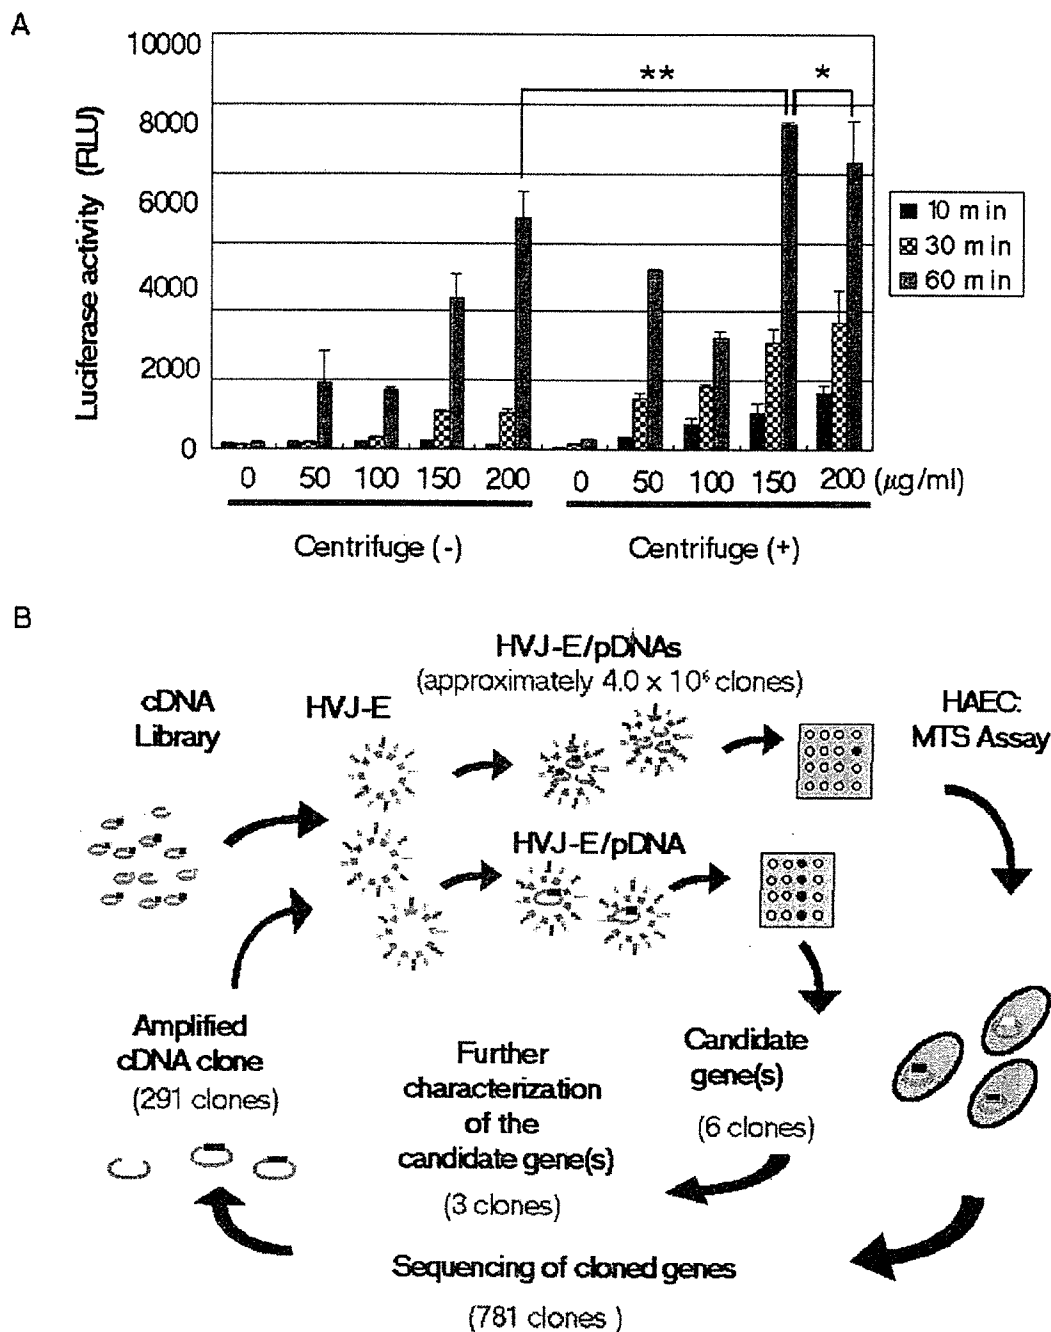 A
10000
8000
6000
4000
2000
0
Luciferase activity (RLU)
**
*
10 min
30 min
60 min
0 50 100 150 200 0 50 100 150 200 (μg/ml)
Centrifuge (-)
Centrifuge (+)
B
HVJ-E/pDNAs
(approximately 4.0 x 10⁶ clones)
cDNA
Library
HVJ-E
HAEC:
MTS Assay
HVJ-E/pDNA
Amplified
cDNA clone
(291 clones)
Further
characterization
of the
candidate gene(s)
(3 clones)
Candidate
gene(s)
(6 clones)
Sequencing of cloned genes
(781 clones )